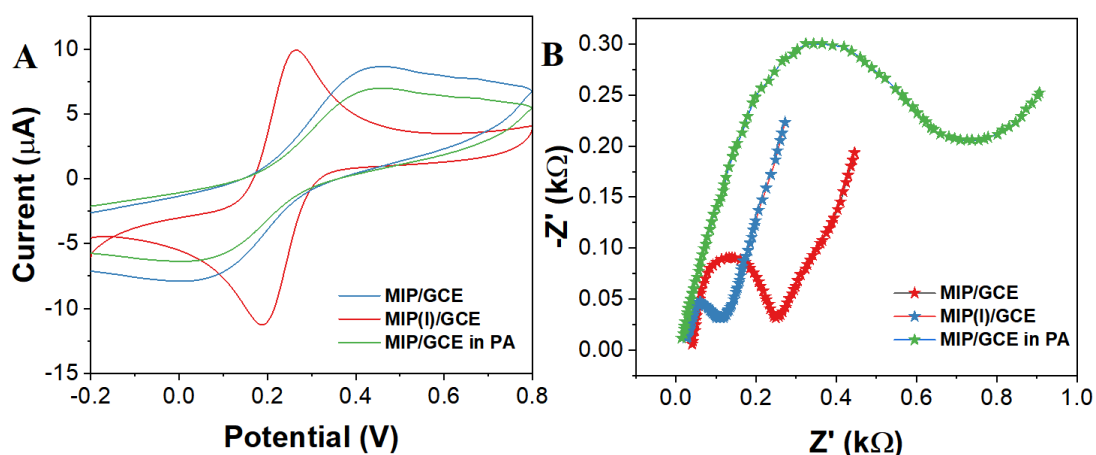 A
Current (μA)
10
5
0
-5
-10
-15
MIP/GCE
MIP(I)/GCE
MIP/GCE in PA
-0.2 0.0 0.2 0.4 0.6 0.8
Potential (V)
B
-Z' (kΩ)
0.30
0.25
0.20
0.15
0.10
0.05
0.00
MIP/GCE
MIP(I)/GCE
MIP/GCE in PA
0.0 0.2 0.4 0.6 0.8 1.0
Z' (kΩ)